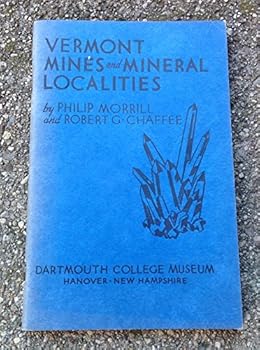 VERMONT
MINES and MINERAL
LOCALITIES
by PHILIP MORRILL
and ROBERT G. CHAFFEE
DARTMOUTH COLLEGE MUSEUM
HANOVER · NEW HAMPSHIRE